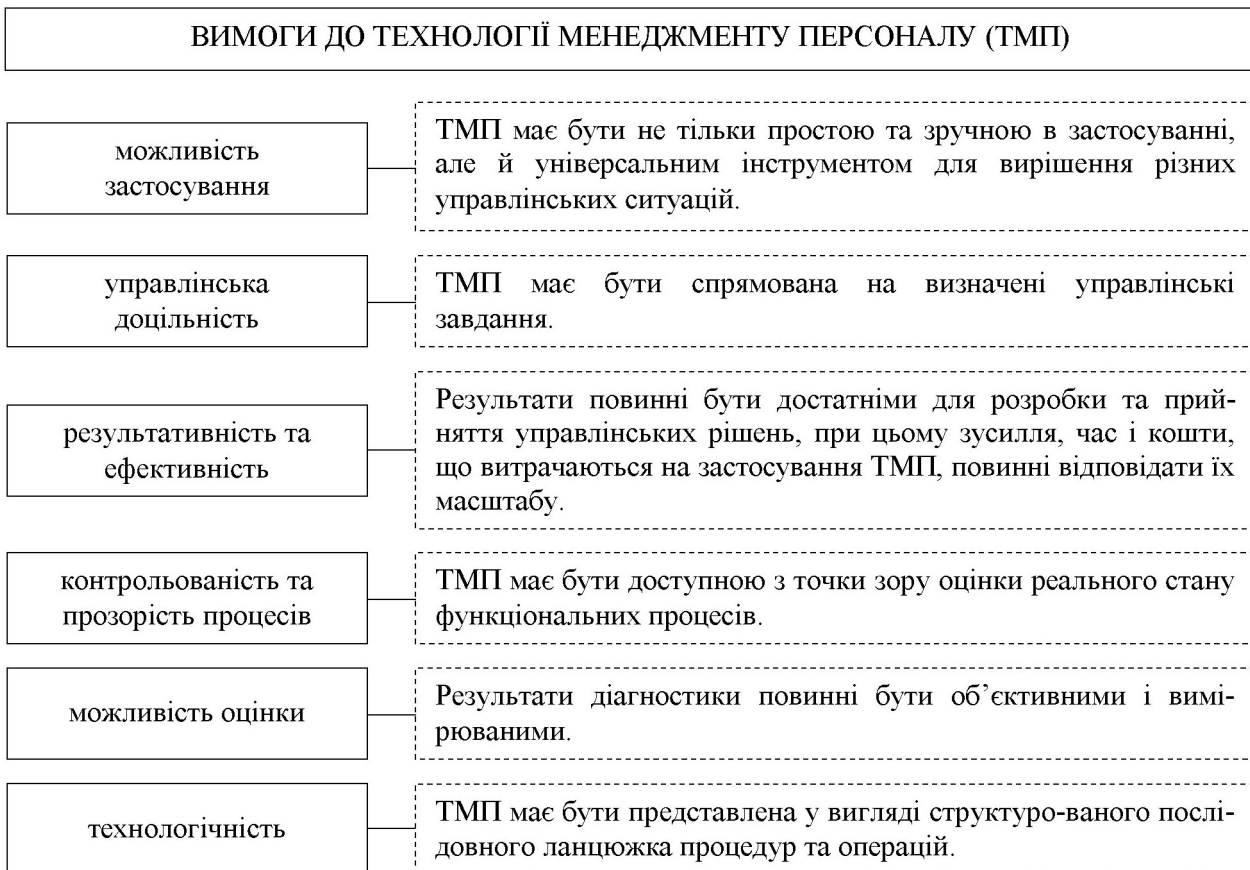 ВИМОГИ ДО ТЕХНОЛОГІЇ МЕНЕДЖМЕНТУ ПЕРСОНАЛУ (ТМП)
можливість
застосування
ТМП має бути не тільки простою та зручною в застосуванні,
але й універсальним інструментом для вирішення різних
управлінських ситуацій.
управлінська
доцільність
ТМП має бути спрямована на визначені управлінські
завдання.
результативність та
ефективність
Результати повинні бути достатніми для розробки та прий-
няття управлінських рішень, при цьому зусилля, час і кошти,
що витрачаються на застосування ТМП, повинні відповідати їх
масштабу.
контрольованість та
прозорість процесів
ТМП має бути доступною з точки зору оцінки реального стану
функціональних процесів.
можливість оцінки
Результати діагностики повинні бути об’єктивними і вимі-
рюваними.
технологічність
ТМП має бути представлена у вигляді структуро-ваного послі-
довного ланцюжка процедур та операцій.